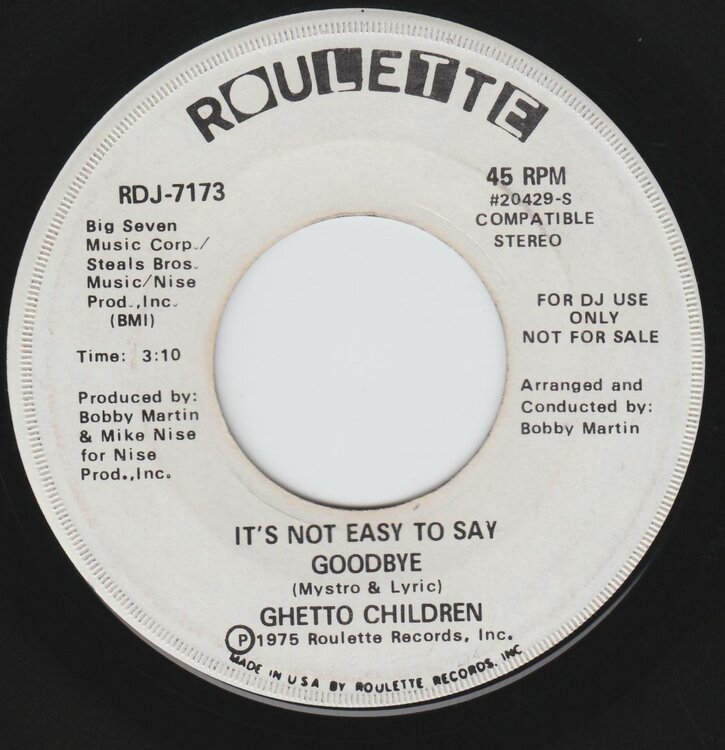 ROULETTE
RDJ-7173
Big Seven
Music Corp./
Steals Bros.
Music/Nise
Prod.,Inc.
(BMI)
Time: 3:10
Produced by:
Bobby Martin
& Mike Nise
for Nise
Prod.,Inc.
45 RPM
#20429-S
COMPATIBLE
STEREO
FOR DJ USE
ONLY
NOT FOR SALE
Arranged and
Conducted by:
Bobby Martin
IT'S NOT EASY TO SAY
GOODBYE
(Mystro & Lyric)
GHETTO CHILDREN
Ⓟ1975 Roulette Records, Inc.
MADE IN U S A BY ROULETTE RECORDS, INC